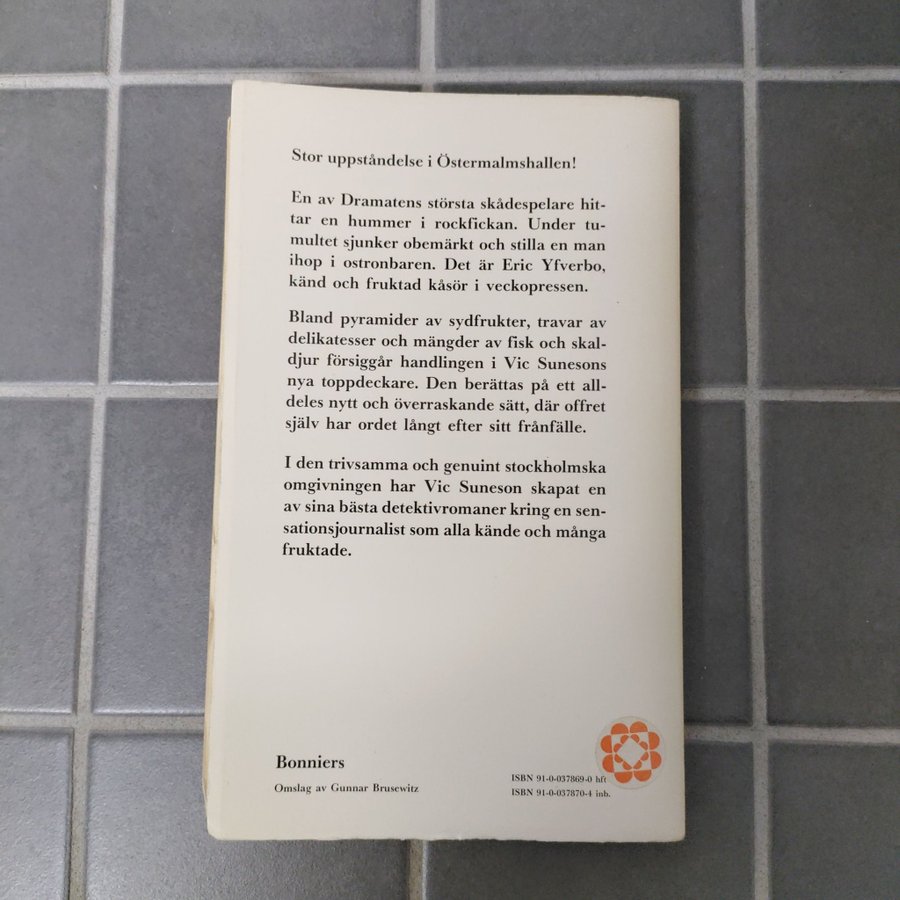 Stor uppståndelse i Östermalmshallen!
En av Dramatens största skådespelare hit-
tar en hummer i rockfickan. Under tu-
multet sjunker obemärkt och stilla en man
ihop i ostronbaren. Det är Eric Yfverbo,
känd och fruktad kåsör i veckopressen.
Bland pyramider av sydfrukter, travar av
delikatesser och mängder av fisk och skal-
djur försiggår handlingen i Vic Sunesons
nya toppdeckare. Den berättas på ett all-
deles nytt och överraskande sätt, där offret
själv har ordet långt efter sitt frånfälle.
I den trivsamma och genuint stockholmska
omgivningen har Vic Suneson skapat en
av sina bästa detektivromaner kring en sen-
sationsjournalist som alla kände och många
fruktade.
Bonniers
Omslag av Gunnar Brusewitz
ISBN 91-0-037869-0 hft
ISBN 91-0-037870-4 inb.